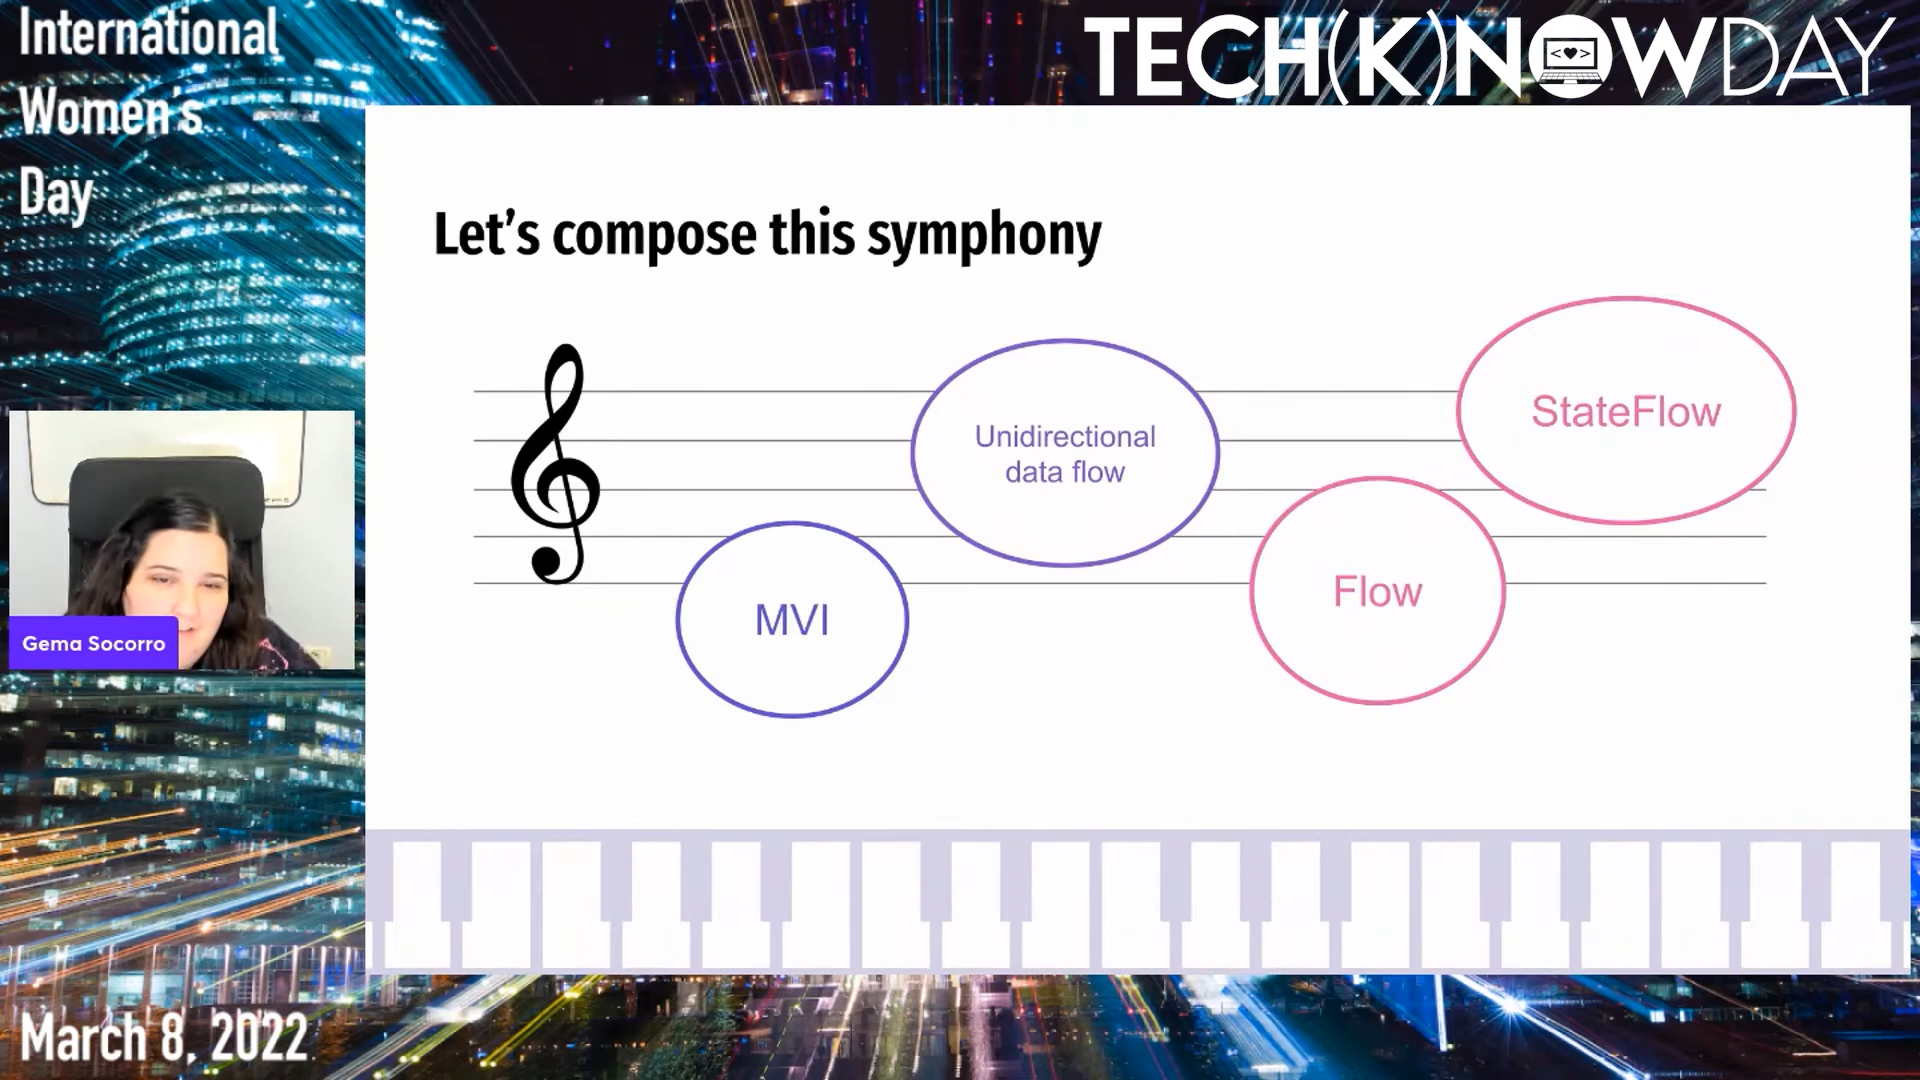 International
Women's
Day
TECH(K)NOWDAY
<♥>
Let's compose this symphony
Unidirectional
data flow
StateFlow
MVI
Flow
Gema Socorro
March 8, 2022